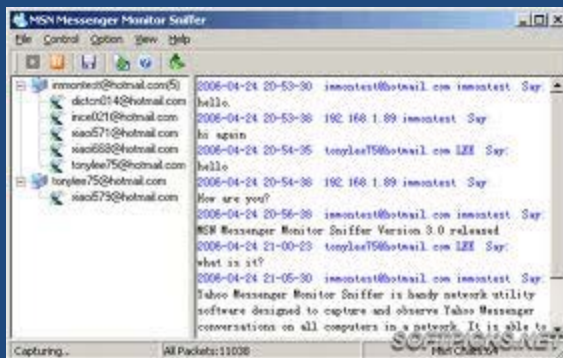 MSN Messenger Monitor Sniffer
File Control Option View Help
immontest@hotmail.com(5)
dictcn014@hotmail.com
ince021@hotmail.com
xiaoi571@hotmail.com
xiaoi668@hotmail.com
tonylee75@hotmail.com
tonylee75@hotmail.com
xiaoi579@hotmail.com
2006-04-24 20-53-30 immontest@hotmail.com immontest Say:
hello.
2006-04-24 20-53-38 192.168.1.89 immontest Say
hi again
2006-04-24 20-54-35 tonylee75@hotmail.com LEE Say:
hello
2006-04-24 20-54-38 192.168.1.89 immontest Say
How are you?
2006-04-24 20-56-38 immontest@hotmail.com immontest Say:
MSN Messenger Monitor Sniffer Version 3.0 released
2006-04-24 21-00-23 tonylee75@hotmail.com LEE Say:
what is it?
2006-04-24 21-05-30 immontest@hotmail.com immontest Say:
Yahoo Messenger Monitor Sniffer is handy network utility
software designed to capture and observe Yahoo Messenger
conversations on all computers in a network. It is able to
Capturing...
All Packets:11038
SOFTPICKS.NET